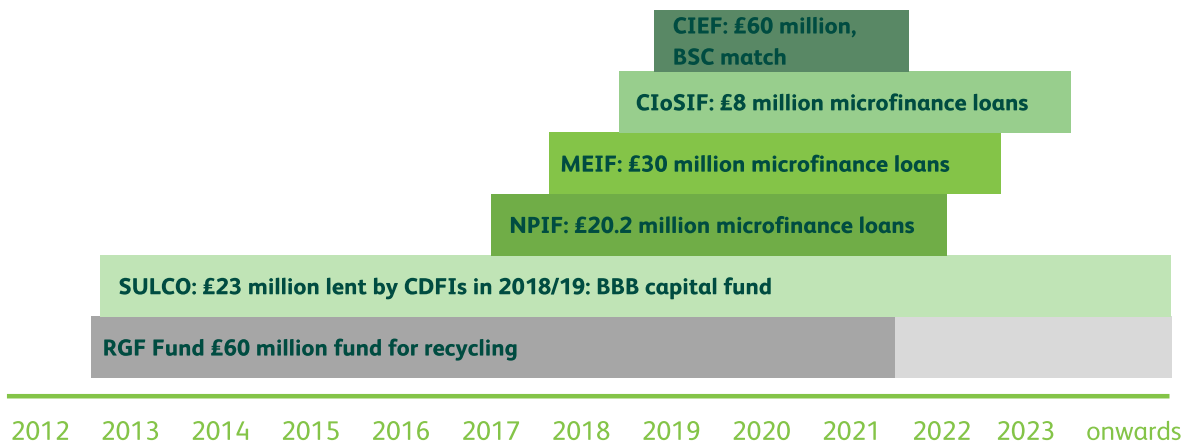 CIEF: £60 million,
BSC match
CIoSIF: £8 million microfinance loans
MEIF: £30 million microfinance loans
NPIF: £20.2 million microfinance loans
SULCO: £23 million lent by CDFIs in 2018/19: BBB capital fund
RGF Fund £60 million fund for recycling
2012 2013 2014 2015 2016 2017 2018 2019 2020 2021 2022 2023 onwards